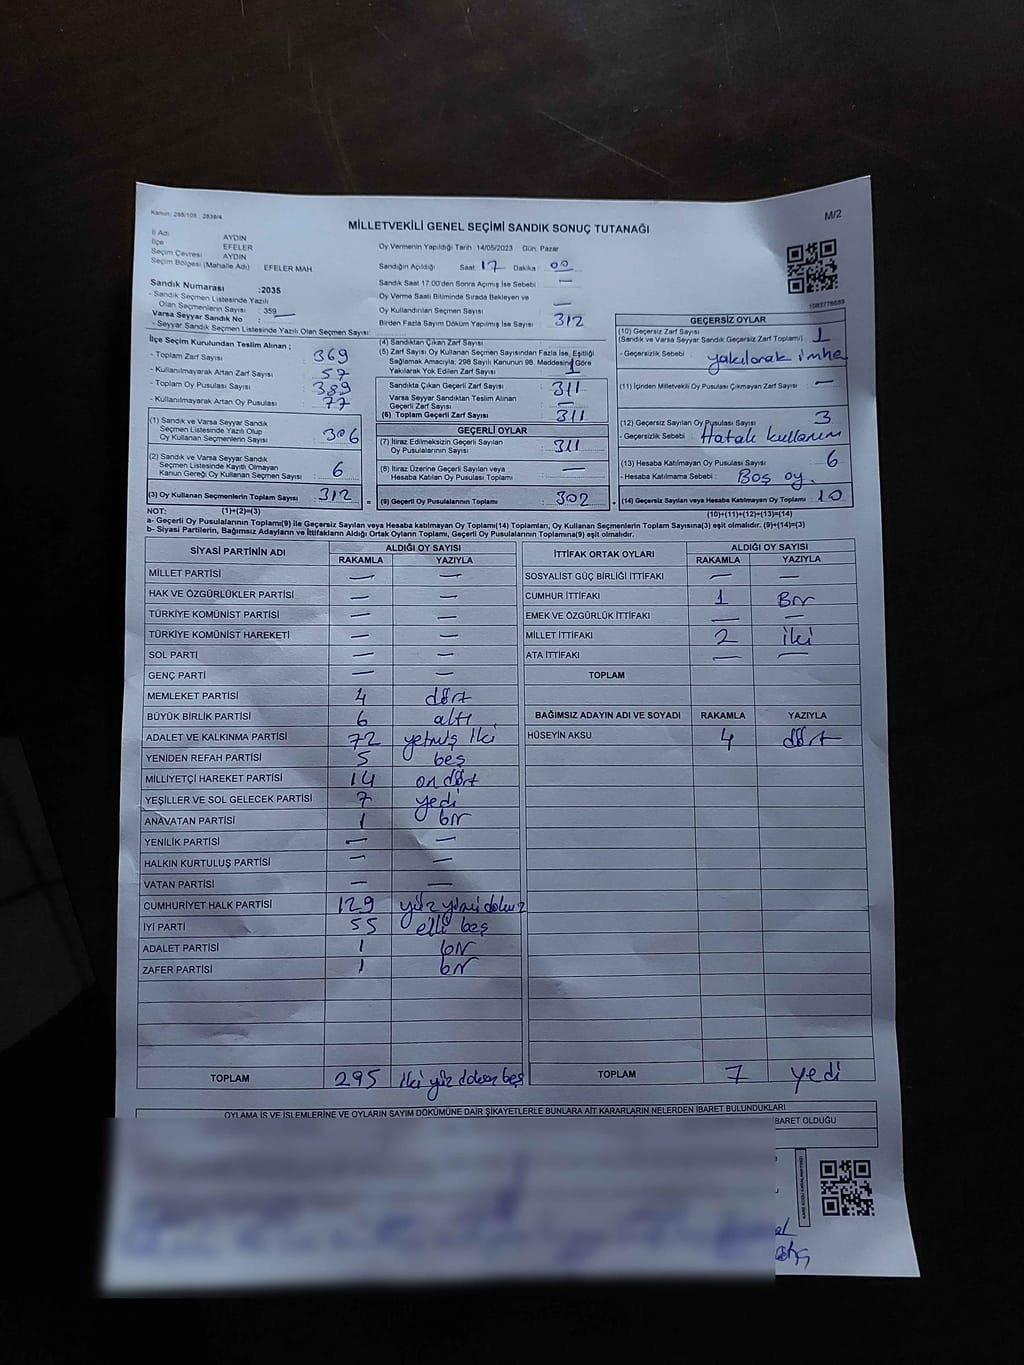 Kanun: 298/105 , 2839/4
M/2
MİLLETVEKİLİ GENEL SEÇİMİ SANDIK SONUÇ TUTANAĞI
İl Adı AYDIN
İlçe EFELER
Seçim Çevresi AYDIN
Seçim Bölgesi (Mahalle Adı) EFELER MAH
Sandık Numarası :2035
- Sandık Seçmen Listesinde Yazılı
Olan Seçmenlerin Sayısı : 359
Varsa Seyyar Sandık No : —
- Seyyar Sandık Seçmen Listesinde Yazılı Olan Seçmen Sayısı:
Oy Vermenin Yapıldığı Tarih :14/05/2023 Gün: Pazar
Sandığın Açıldığı Saat: 17 Dakika : 00
Sandık Saat 17.00'den Sonra Açılmış İse Sebebi : —
Oy Verme Saati Bitiminde Sırada Bekleyen ve
Oy Kullandırılan Seçmen Sayısı : —
Birden Fazla Sayım Döküm Yapılmış İse Sayısı : 312
1083776689
İlçe Seçim Kurulundan Teslim Alınan ;
- Toplam Zarf Sayısı : 369
- Kullanılmayarak Artan Zarf Sayısı : 57
- Toplam Oy Pusulası Sayısı : 389
- Kullanılmayarak Artan Oy Pusulası : 77
(1) Sandık ve Varsa Seyyar Sandık
Seçmen Listesinde Yazılı Olup
Oy Kullanan Seçmenlerin Sayısı : 306
(2) Sandık ve Varsa Seyyar Sandık
Seçmen Listesinde Kayıtlı Olmayan
Kanun Gereği Oy Kullanan Seçmen Sayısı : 6
(3) Oy Kullanan Seçmenlerin Toplam Sayısı : 312 =
(4) Sandıktan Çıkan Zarf Sayısı
(5) Zarf Sayısı Oy Kullanan Seçmen Sayısından Fazla İse, Eşitliği
Sağlamak Amacıyla; 298 Sayılı Kanunun 98. Maddesine Göre
Yakılarak Yok Edilen Zarf Sayısı : 1
Sandıkta Çıkan Geçerli Zarf Sayısı : 311
Varsa Seyyar Sandıktan Teslim Alınan
Geçerli Zarf Sayısı : —
(6) Toplam Geçerli Zarf Sayısı : 311
GEÇERLİ OYLAR
(7) İtiraz Edilmeksizin Geçerli Sayılan
Oy Pusulalarının Sayısı : 311
(8) İtiraz Üzerine Geçerli Sayılan veya
Hesaba Katılan Oy Pusulası Sayısı : —
(9) Geçerli Oy Pusulalarının Toplamı : 302 +
GEÇERSİZ OYLAR
(10) Geçersiz Zarf Sayısı : 1
(Sandık ve Varsa Seyyar Sandık Geçersiz Zarf Toplamı)
- Geçersizlik Sebebi : yakılarak imha
(11) İçinden Milletvekili Oy Pusulası Çıkmayan Zarf Sayısı : —
(12) Geçersiz Sayılan Oy Pusulası Sayısı : 3
- Geçersizlik Sebebi : Hatalı kullanım
(13) Hesaba Katılmayan Oy Pusulası Sayısı : 6
- Hesaba Katılmama Sebebi : Boş oy.
(14) Geçersiz Sayılan veya Hesaba Katılmayan Oy Toplamı : 10
NOT: (1)+(2)=(3)
(10)+(11)+(12)+(13)=(14)
a- Geçerli Oy Pusulalarının Toplamı(9) ile Geçersiz Sayılan veya Hesaba katılmayan Oy Toplamı(14) Toplamları, Oy Kullanan Seçmenlerin Toplam Sayısına(3) eşit olmalıdır. (9)+(14)=(3)
b- Siyasi Partilerin, Bağımsız Adayların ve İttifakların Aldığı Ortak Oyların Toplamı, Geçerli Oy Pusulalarının Toplamına(9) eşit olmalıdır.
SİYASİ PARTİNİN ADI ALDIĞI OY SAYISI
RAKAMLA YAZIYLA
MİLLET PARTİSİ — —
HAK VE ÖZGÜRLÜKLER PARTİSİ — —
TÜRKİYE KOMÜNİST PARTİSİ — —
TÜRKİYE KOMÜNİST HAREKETİ — —
SOL PARTİ — —
GENÇ PARTİ — —
MEMLEKET PARTİSİ 4 dört
BÜYÜK BİRLİK PARTİSİ 6 altı
ADALET VE KALKINMA PARTİSİ 72 yetmiş iki
YENİDEN REFAH PARTİSİ 5 beş
MİLLİYETÇİ HAREKET PARTİSİ 14 on dört
YEŞİLLER VE SOL GELECEK PARTİSİ 7 yedi
ANAVATAN PARTİSİ 1 bir
YENİLİK PARTİSİ — —
HALKIN KURTULUŞ PARTİSİ — —
VATAN PARTİSİ — —
CUMHURİYET HALK PARTİSİ 129 yüz yirmi dokuz
İYİ PARTİ 55 elli beş
ADALET PARTİSİ 1 bir
ZAFER PARTİSİ 1 bir
TOPLAM 295 iki yüz doksan beş
İTTİFAK ORTAK OYLARI ALDIĞI OY SAYISI
RAKAMLA YAZIYLA
SOSYALİST GÜÇ BİRLİĞİ İTTİFAKI — —
CUMHUR İTTİFAKI 1 Bir
EMEK VE ÖZGÜRLÜK İTTİFAKI — —
MİLLET İTTİFAKI 2 iki
ATA İTTİFAKI — —
TOPLAM
BAĞIMSIZ ADAYIN ADI VE SOYADI RAKAMLA YAZIYLA
HÜSEYİN AKSU 4 dört
TOPLAM 7 yedi
OYLAMA İŞ VE İŞLEMLERİNE VE OYLARIN SAYIM DÖKÜMÜNE DAİR ŞİKAYETLERLE BUNLARA AİT KARARLARIN NELERDEN İBARET BULUNDUKLARI
İBARET OLDUĞU